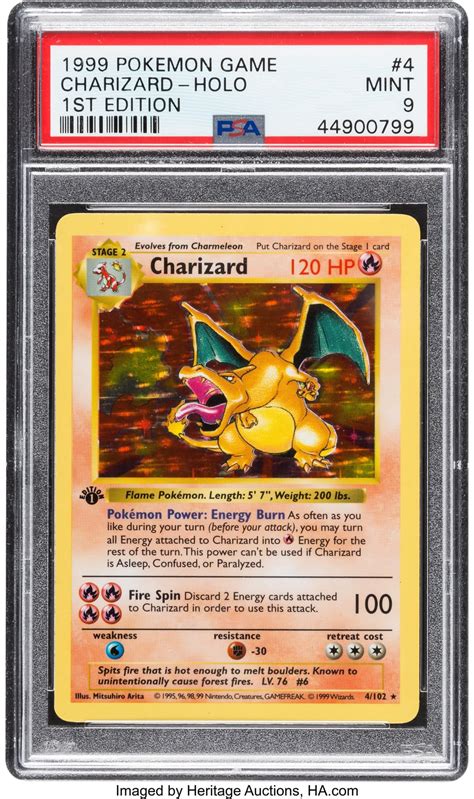 1999 POKEMON GAME #4
CHARIZARD – HOLO MINT
1ST EDITION 9
PSA 44900799
STAGE 2 Evolves from Charmeleon Put Charizard on the Stage 1 card
Charizard 120 HP
EDITION
1
Flame Pokémon. Length: 5' 7", Weight: 200 lbs.
Pokémon Power: Energy Burn As often as you
like during your turn (before your attack), you may turn
all Energy attached to Charizard into Energy for the
rest of the turn. This power can't be used if Charizard
is Asleep, Confused, or Paralyzed.
Fire Spin Discard 2 Energy cards attached
to Charizard in order to use this attack. 100
weakness resistance retreat cost
-30
Spits fire that is hot enough to melt boulders. Known to
unintentionally cause forest fires. LV. 76 #6
Illus. Mitsuhiro Arita © 1995, 96, 98, 99 Nintendo, Creatures, GAMEFREAK. © 1999 Wizards. 4/102 ★
Imaged by Heritage Auctions, HA.com